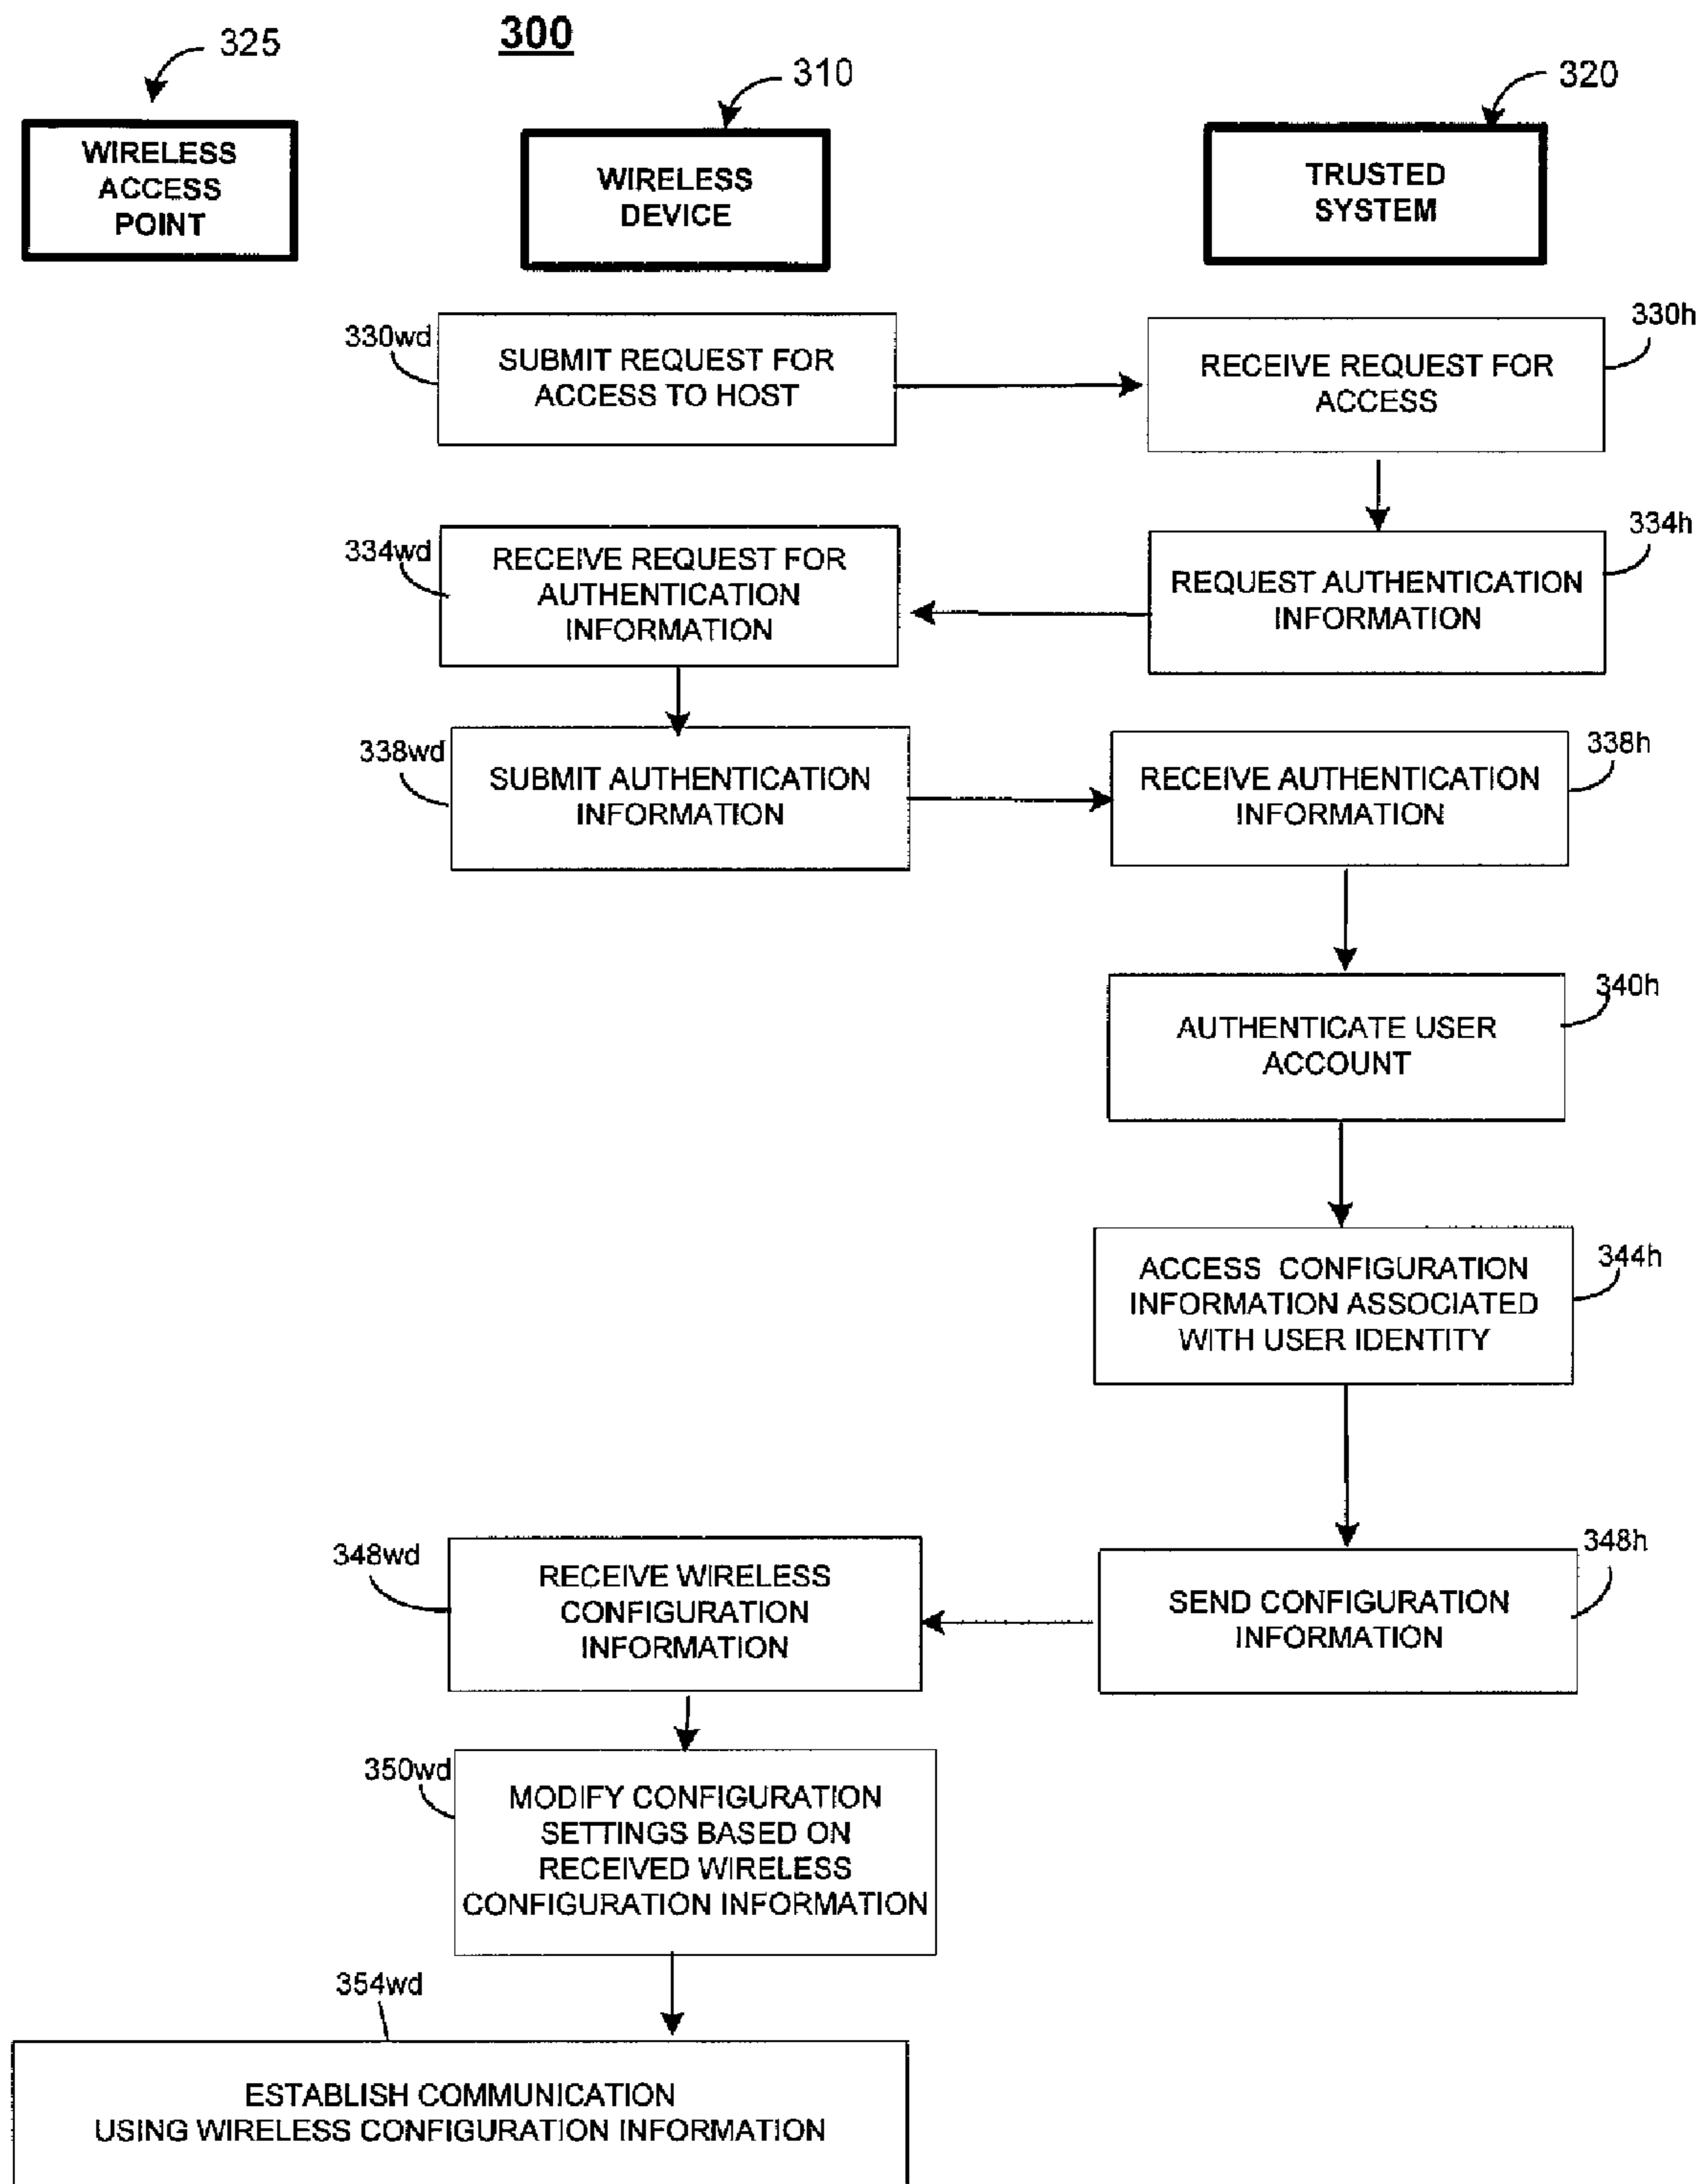 300
325
310
320
WIRELESS
ACCESS
POINT
WIRELESS
DEVICE
TRUSTED
SYSTEM
330wd
SUBMIT REQUEST FOR
ACCESS TO HOST
330h
RECEIVE REQUEST FOR
ACCESS
334wd
RECEIVE REQUEST FOR
AUTHENTICATION
INFORMATION
334h
REQUEST AUTHENTICATION
INFORMATION
338wd
SUBMIT AUTHENTICATION
INFORMATION
338h
RECEIVE AUTHENTICATION
INFORMATION
340h
AUTHENTICATE USER
ACCOUNT
344h
ACCESS CONFIGURATION
INFORMATION ASSOCIATED
WITH USER IDENTITY
348wd
RECEIVE WIRELESS
CONFIGURATION
INFORMATION
348h
SEND CONFIGURATION
INFORMATION
350wd
MODIFY CONFIGURATION
SETTINGS BASED ON
RECEIVED WIRELESS
CONFIGURATION INFORMATION
354wd
ESTABLISH COMMUNICATION
USING WIRELESS CONFIGURATION INFORMATION